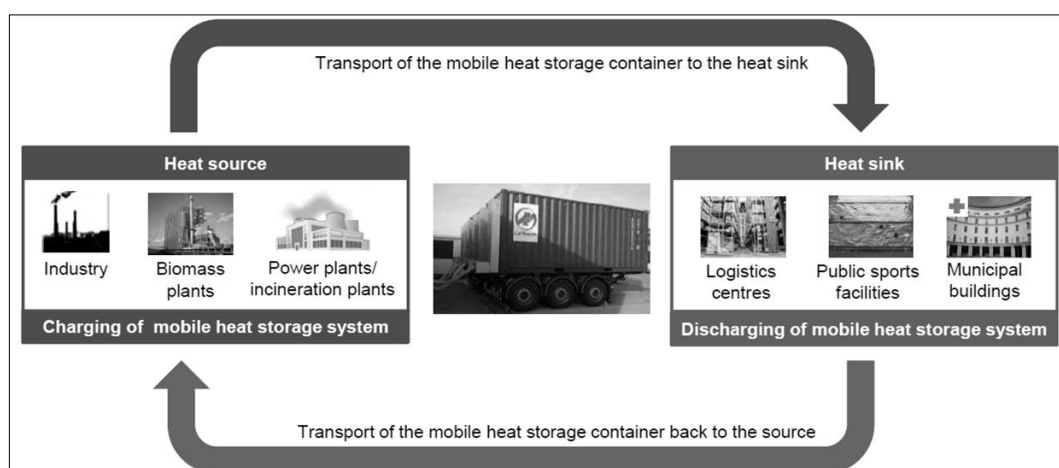 Transport of the mobile heat storage container to the heat sink
Heat source
Industry
Biomass
plants
Power plants/
incineration plants
Charging of mobile heat storage system
Heat sink
Logistics
centres
Public sports
facilities
Municipal
buildings
Discharging of mobile heat storage system
Transport of the mobile heat storage container back to the source